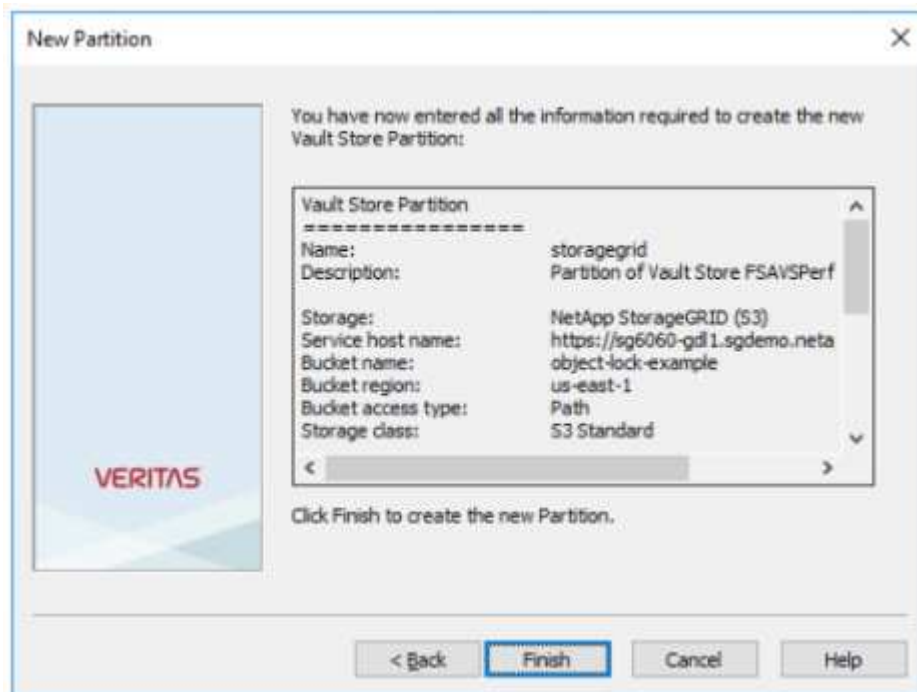 New Partition
You have now entered all the information required to create the new
Vault Store Partition:
Vault Store Partition
=================
Name: storagegrid
Description: Partition of Vault Store FSAVSPerf
Storage: NetApp StorageGRID (S3)
Service host name: https://sg6060-gdl1.sgdemo.neta
Bucket name: object-lock-example
Bucket region: us-east-1
Bucket access type: Path
Storage class: S3 Standard
VERITAS
Click Finish to create the new Partition.
< Back Finish Cancel Help